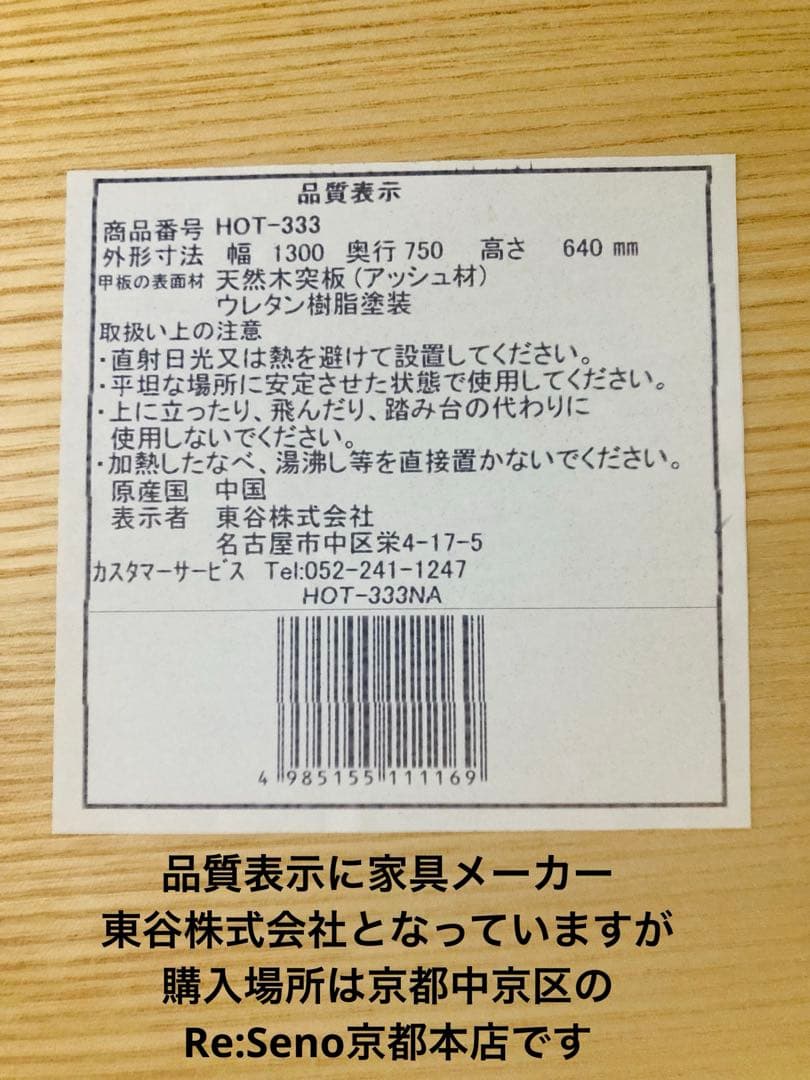 品質表示
商品番号 HOT-333
外形寸法 幅 1300 奥行 750 高さ 640 mm
甲板の表面材 天然木突板(アッシュ材)
ウレタン樹脂塗装
取扱い上の注意
・直射日光又は熱を避けて設置してください。
・平坦な場所に安定させた状態で使用してください。
・上に立ったり、飛んだり、踏み台の代わりに
使用しないでください。
・加熱したなべ、湯沸し等を直接置かないでください。
原産国 中国
表示者 東谷株式会社
名古屋市中区栄4-17-5
カスタマーサービス Tel:052-241-1247
HOT-333NA
4 985155 111169
品質表示に家具メーカー
東谷株式会社となっていますが
購入場所は京都中京区の
Re:Seno京都本店です